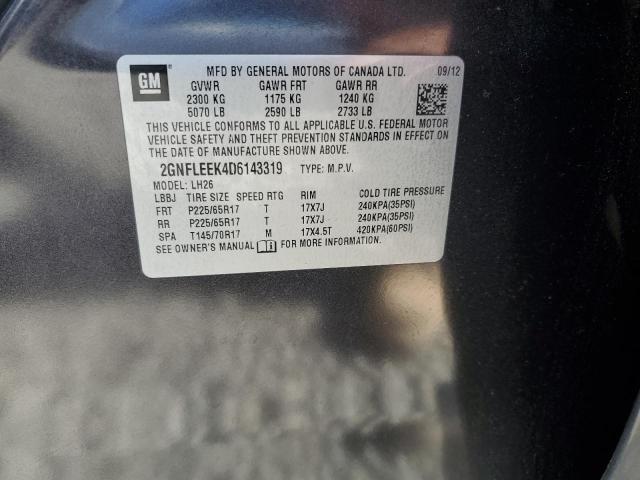 GM
MFD BY GENERAL MOTORS OF CANADA LTD. 09/12
GVWR GAWR FRT GAWR RR
2300 KG 1175 KG 1240 KG
5070 LB 2590 LB 2733 LB
THIS VEHICLE CONFORMS TO ALL APPLICABLE U.S. FEDERAL MOTOR
VEHICLE SAFETY AND THEFT PREVENTION STANDARDS IN EFFECT ON
THE DATE OF MANUFACTURE SHOWN ABOVE.
2GNFLEEK4D6143319 TYPE: M.P.V.
MODEL: LH26
LBBJ TIRE SIZE SPEED RTG RIM COLD TIRE PRESSURE
FRT P225/65R17 T 17X7J 240KPA(35PSI)
RR P225/65R17 T 17X7J 240KPA(35PSI)
SPA T145/70R17 M 17X4.5T 420KPA(60PSI)
SEE OWNER'S MANUAL FOR MORE INFORMATION.